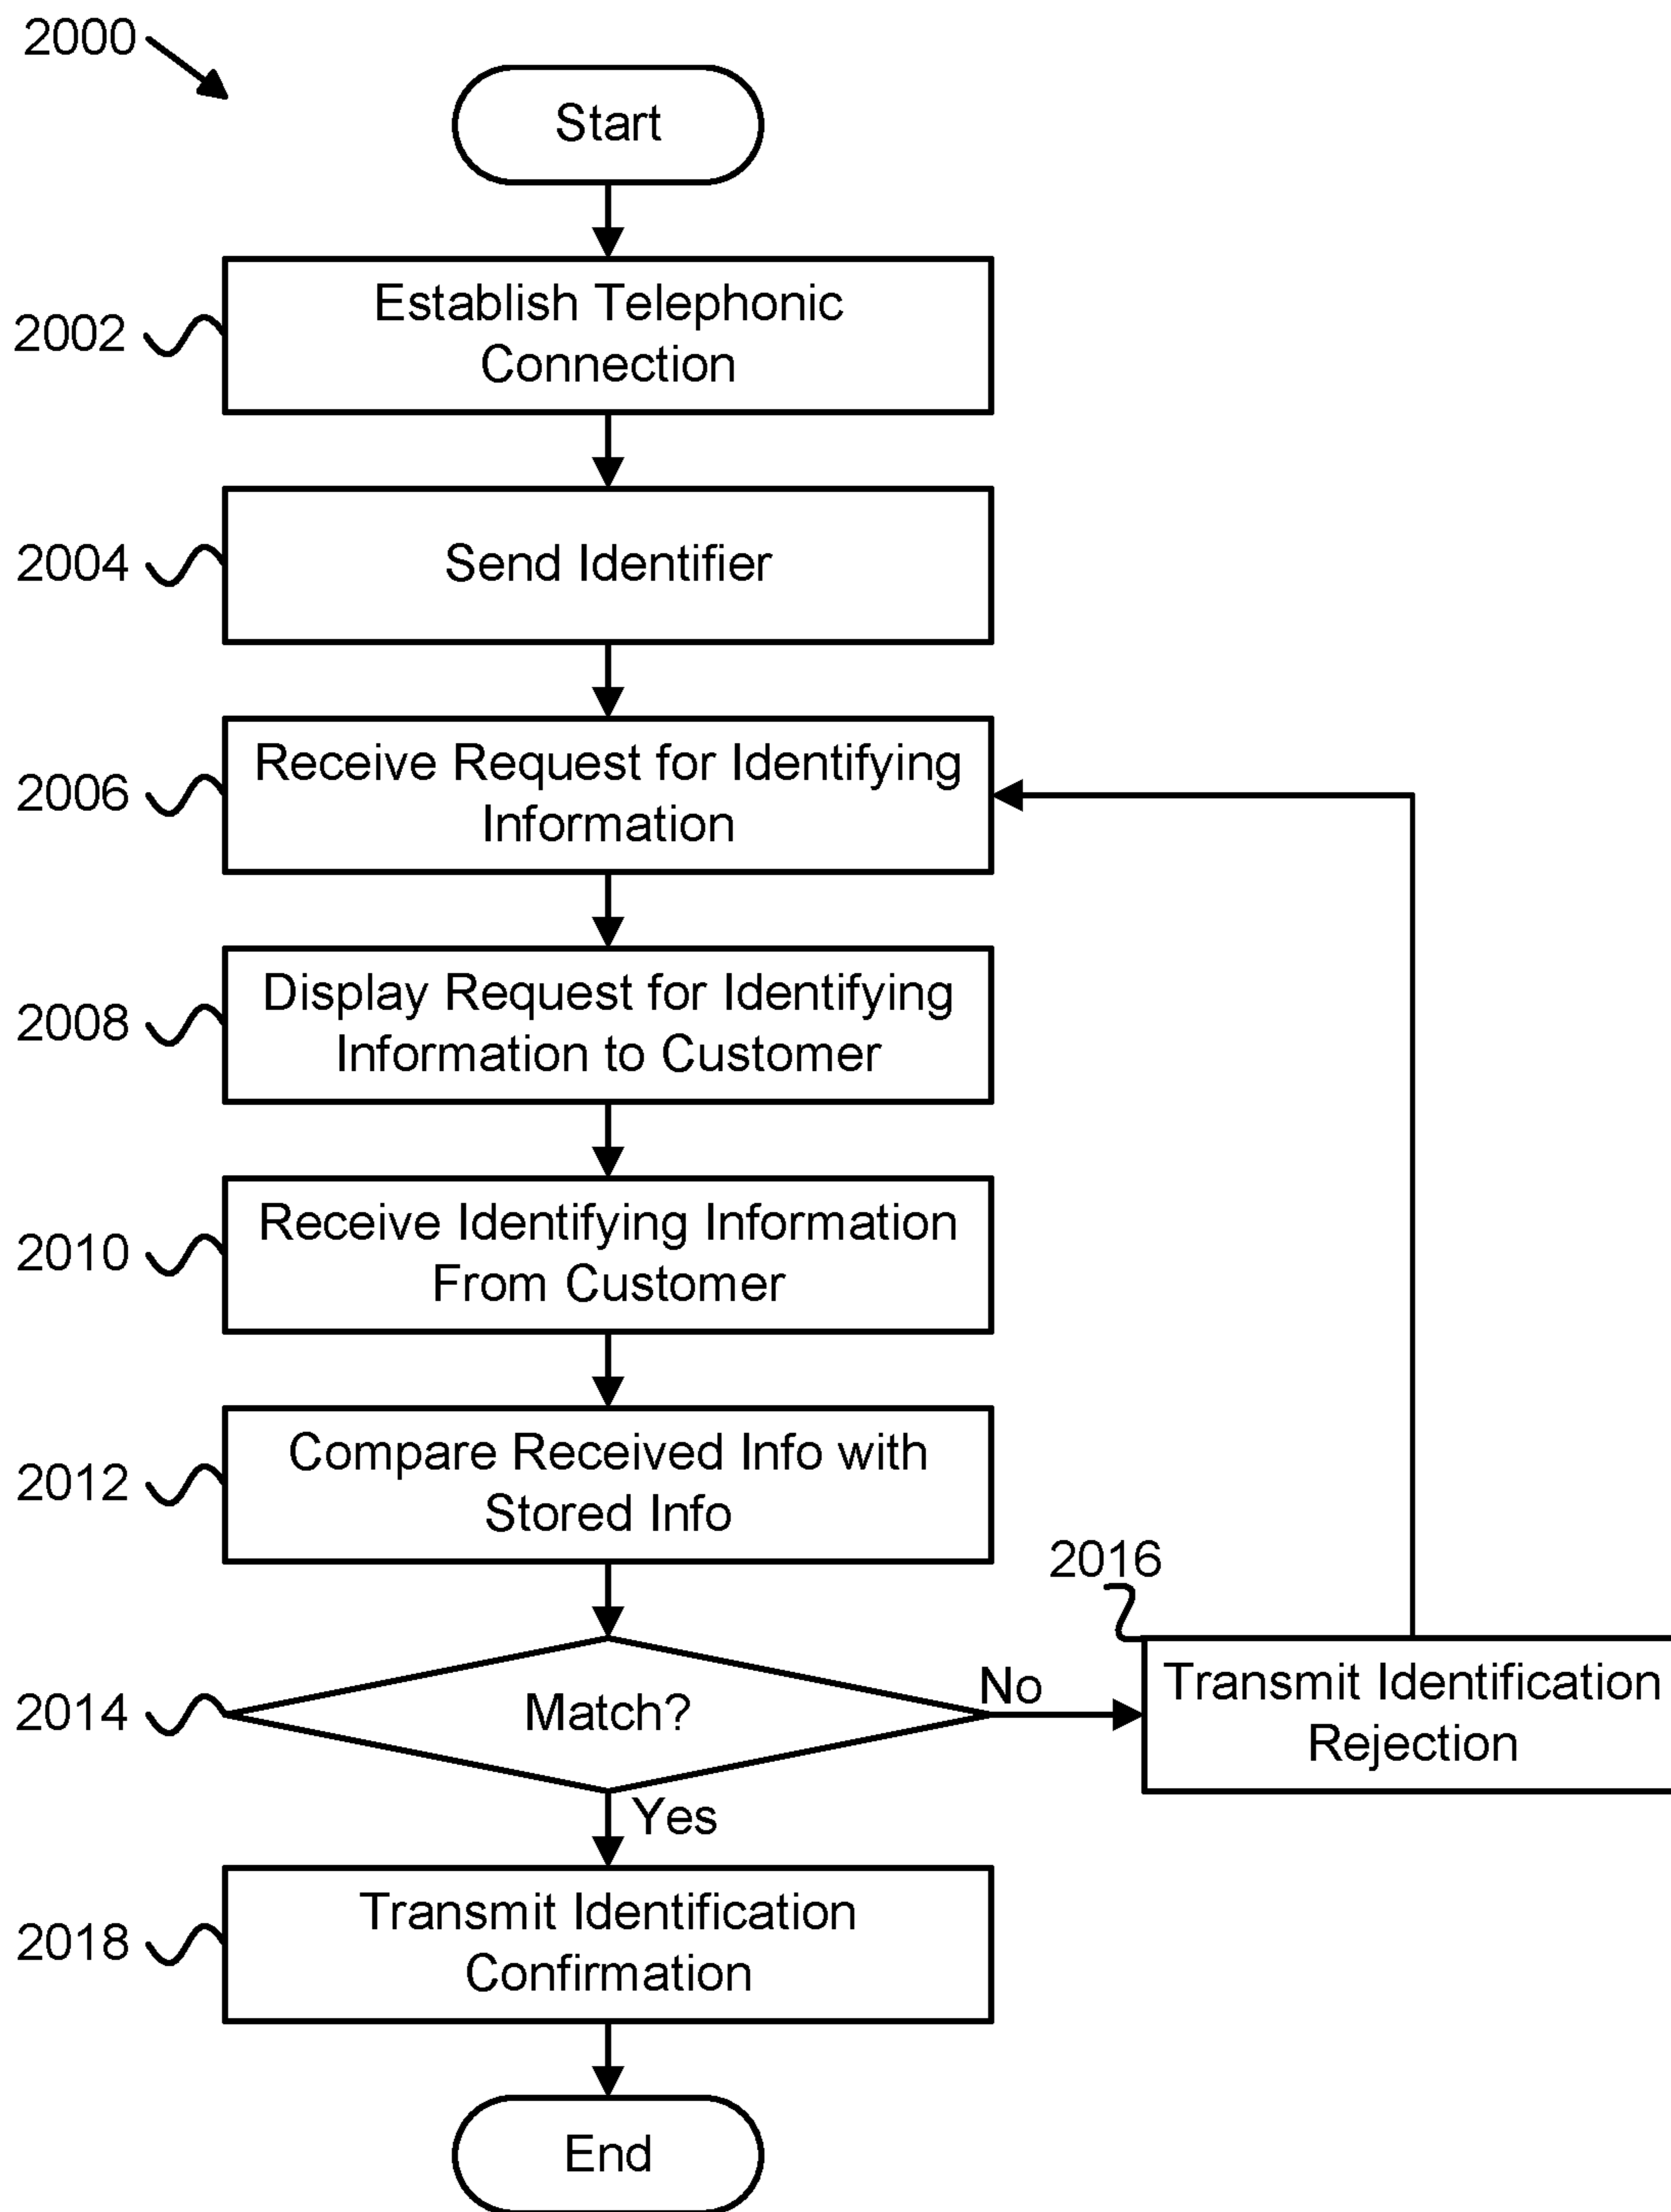 2000
Start
2002
Establish Telephonic
Connection
2004
Send Identifier
2006
Receive Request for Identifying
Information
2008
Display Request for Identifying
Information to Customer
2010
Receive Identifying Information
From Customer
2012
Compare Received Info with
Stored Info
2014
Match?
No
2016
Transmit Identification
Rejection
Yes
2018
Transmit Identification
Confirmation
End